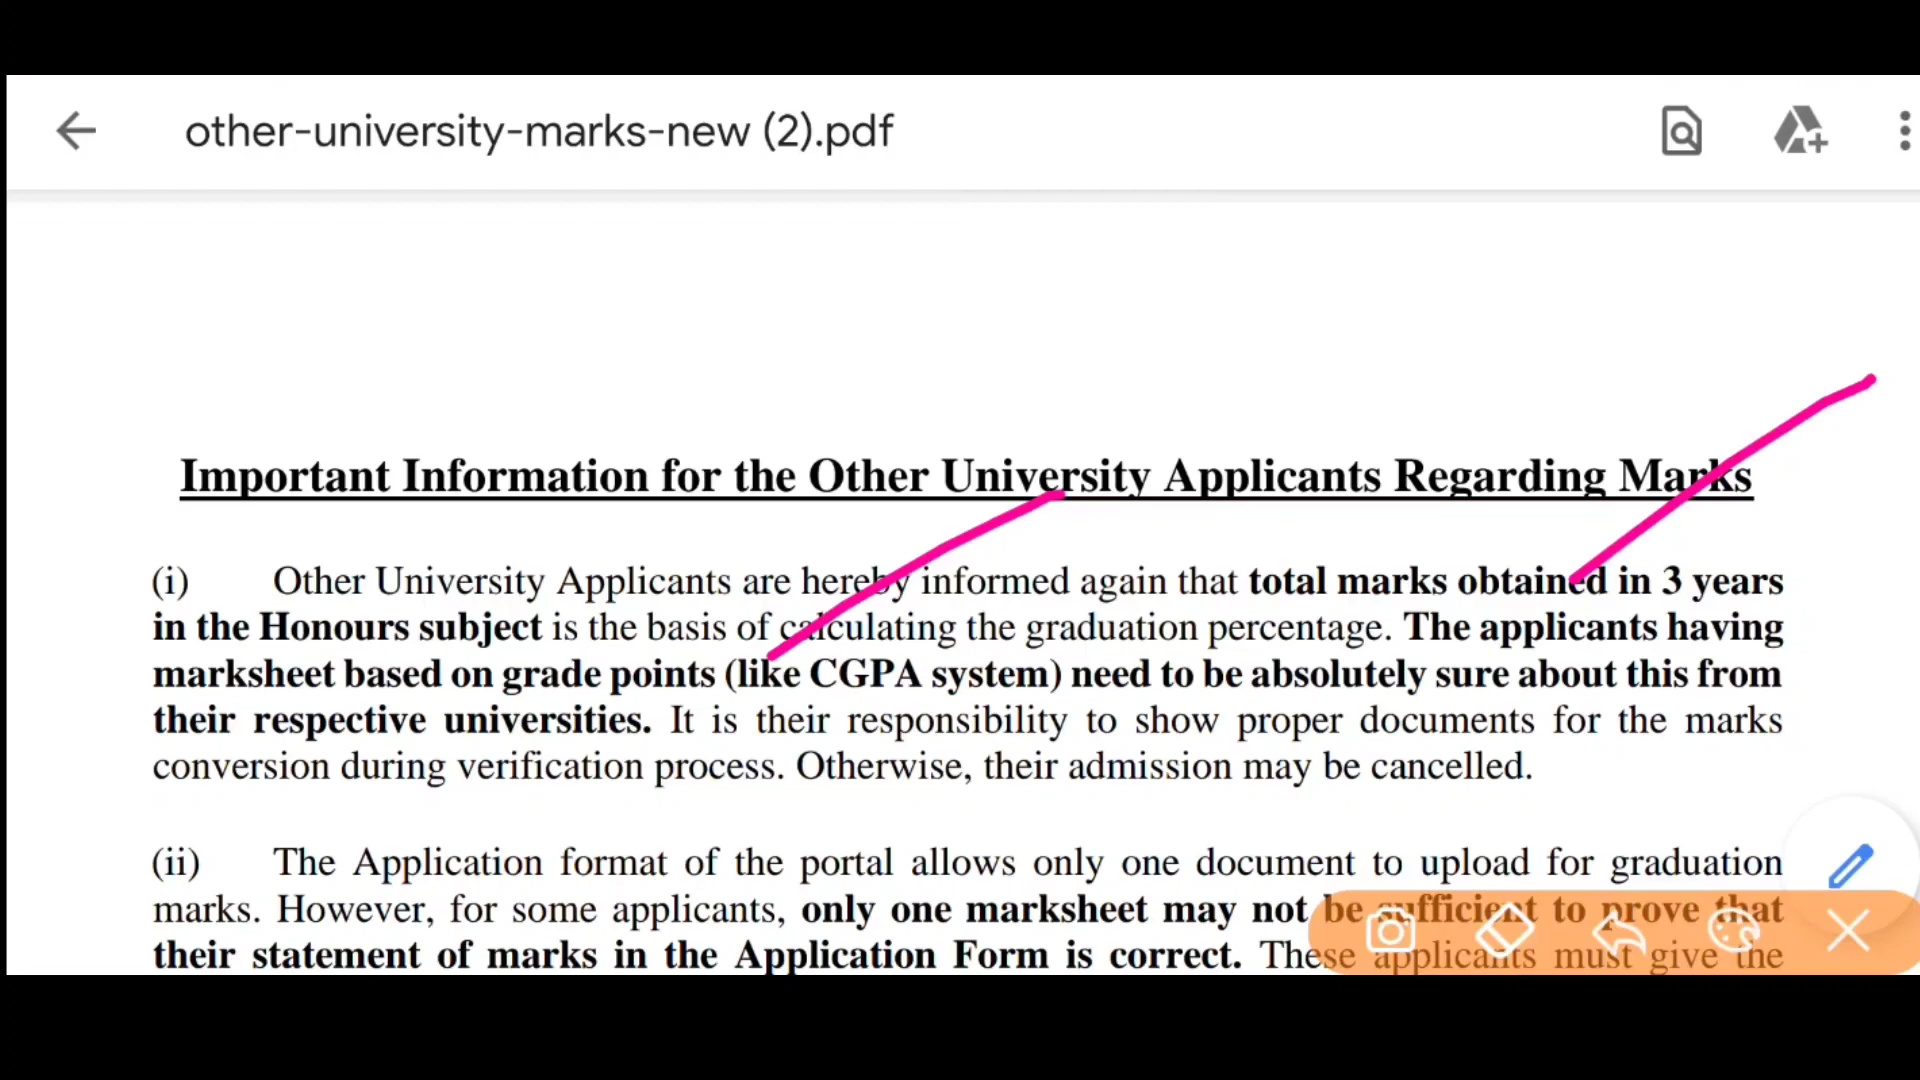 other-university-marks-new (2).pdf
Important Information for the Other University Applicants Regarding Marks
(i) Other University Applicants are hereby informed again that total marks obtained in 3 years
in the Honours subject is the basis of calculating the graduation percentage. The applicants having
marksheet based on grade points (like CGPA system) need to be absolutely sure about this from
their respective universities. It is their responsibility to show proper documents for the marks
conversion during verification process. Otherwise, their admission may be cancelled.
(ii) The Application format of the portal allows only one document to upload for graduation
marks. However, for some applicants, only one marksheet may not be sufficient to prove that
their statement of marks in the Application Form is correct. These applicants must give the